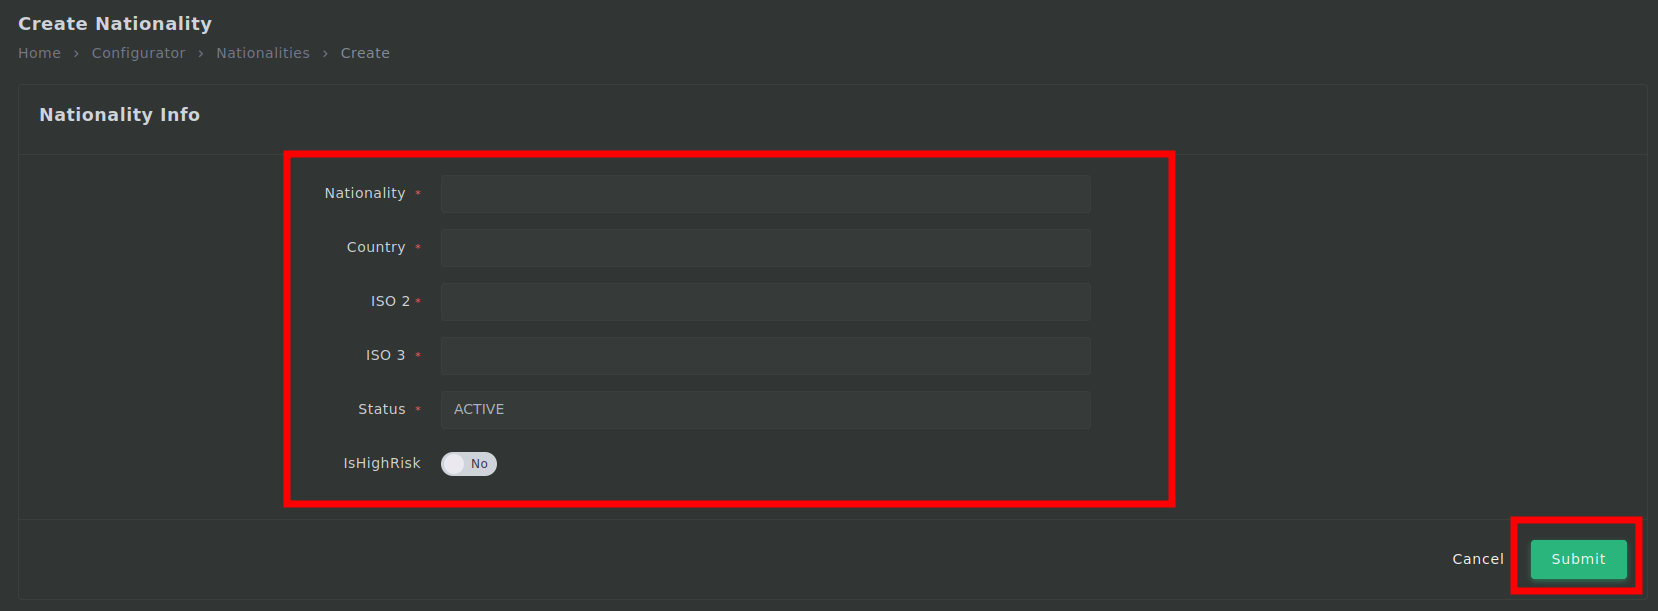 Create Nationality
Home › Configurator › Nationalities › Create
Nationality Info
Nationality *
Country *
ISO 2 *
ISO 3 *
Status * ACTIVE
IsHighRisk No
Cancel Submit